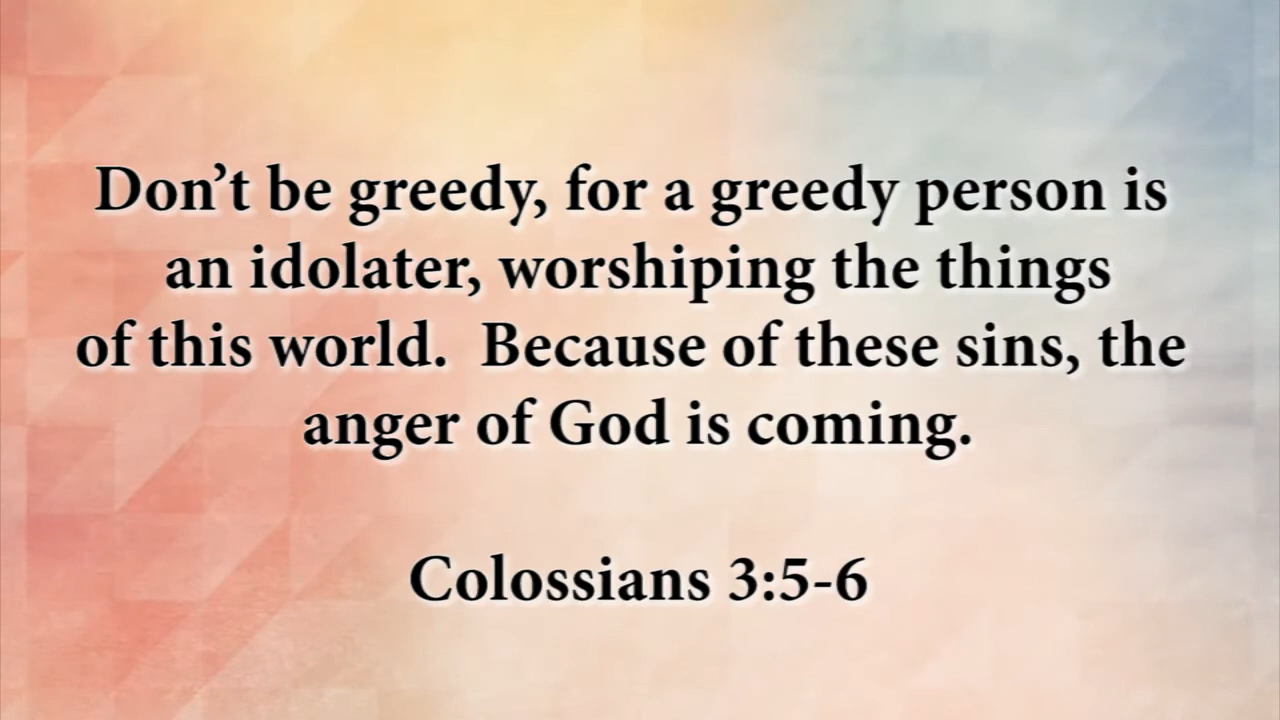 Don’t be greedy, for a greedy person is
an idolater, worshiping the things
of this world.  Because of these sins, the
anger of God is coming.
Colossians 3:5-6